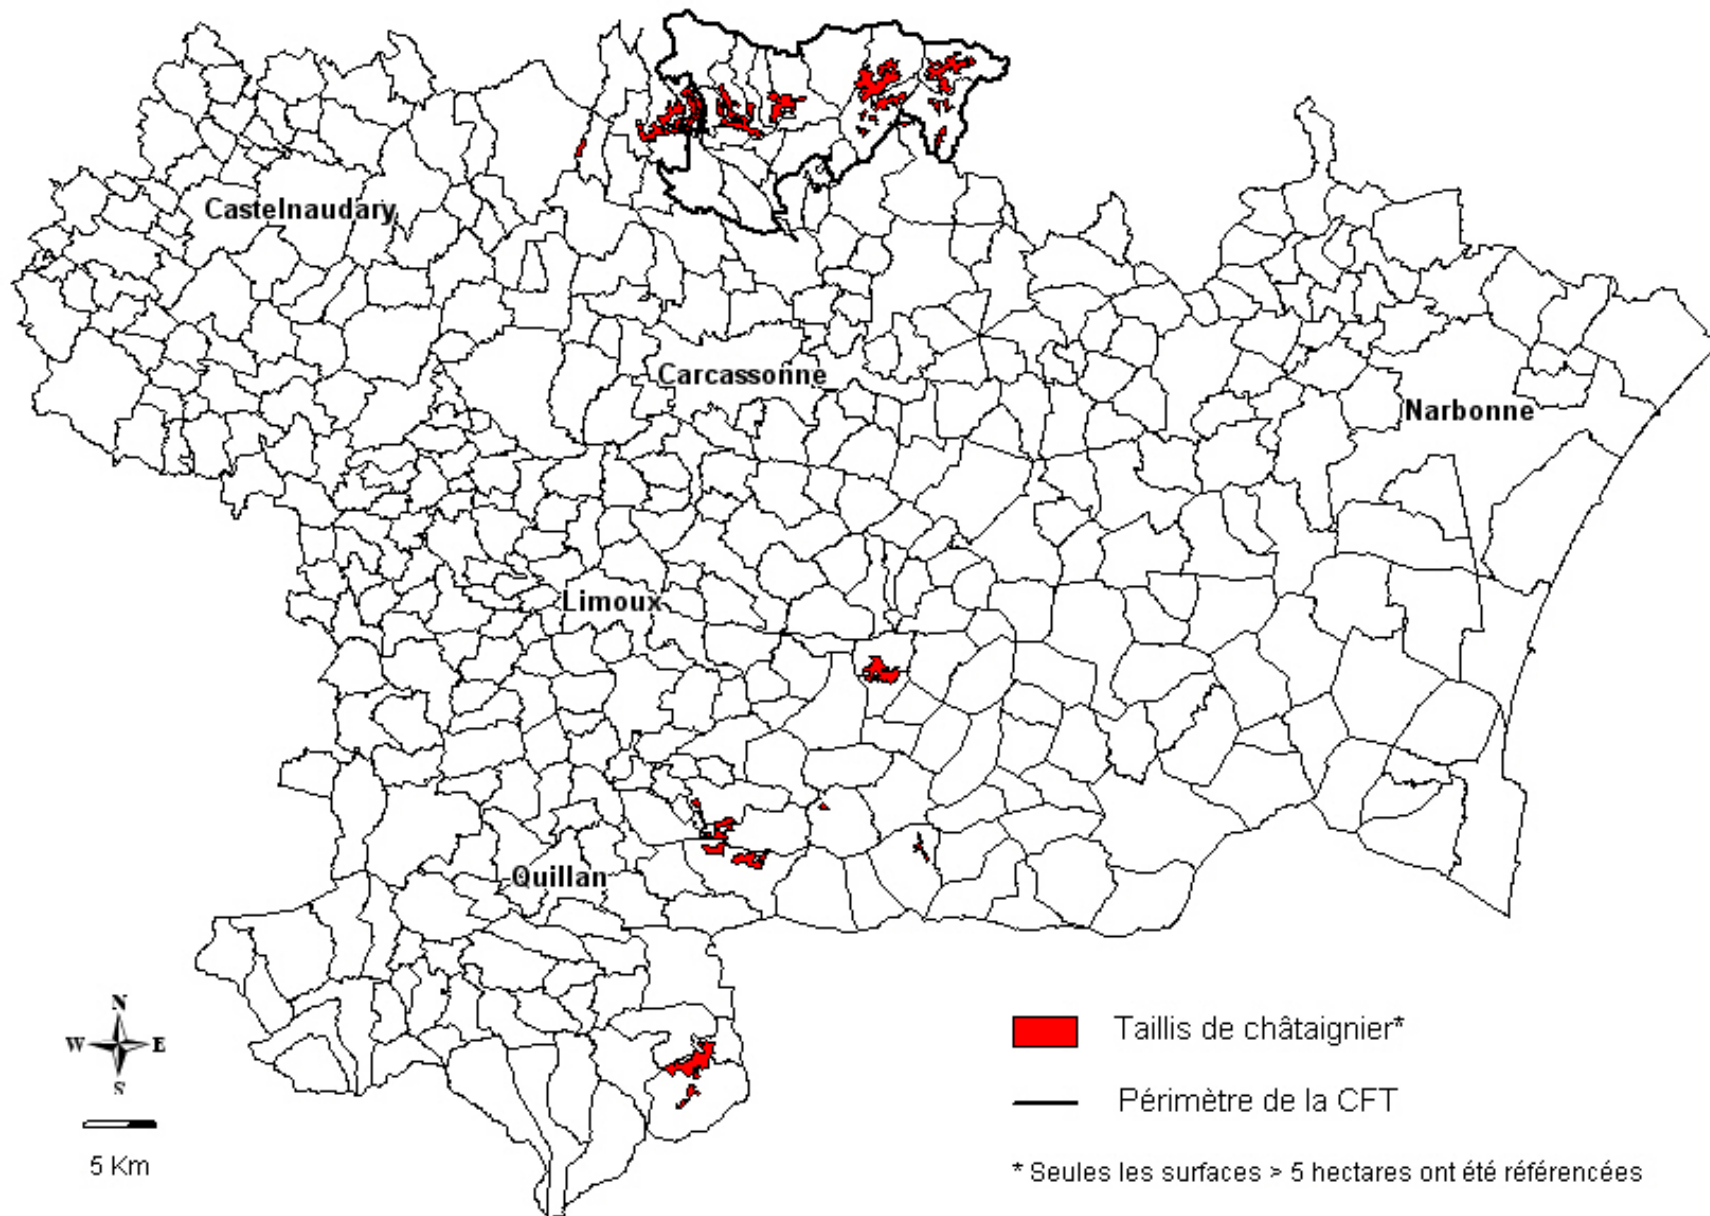 Castelnaudary
Carcassonne
Narbonne
Limoux
Quillan
N
W E
S
5 Km
Taillis de châtaignier*
Périmètre de la CFT
* Seules les surfaces > 5 hectares ont été référencées